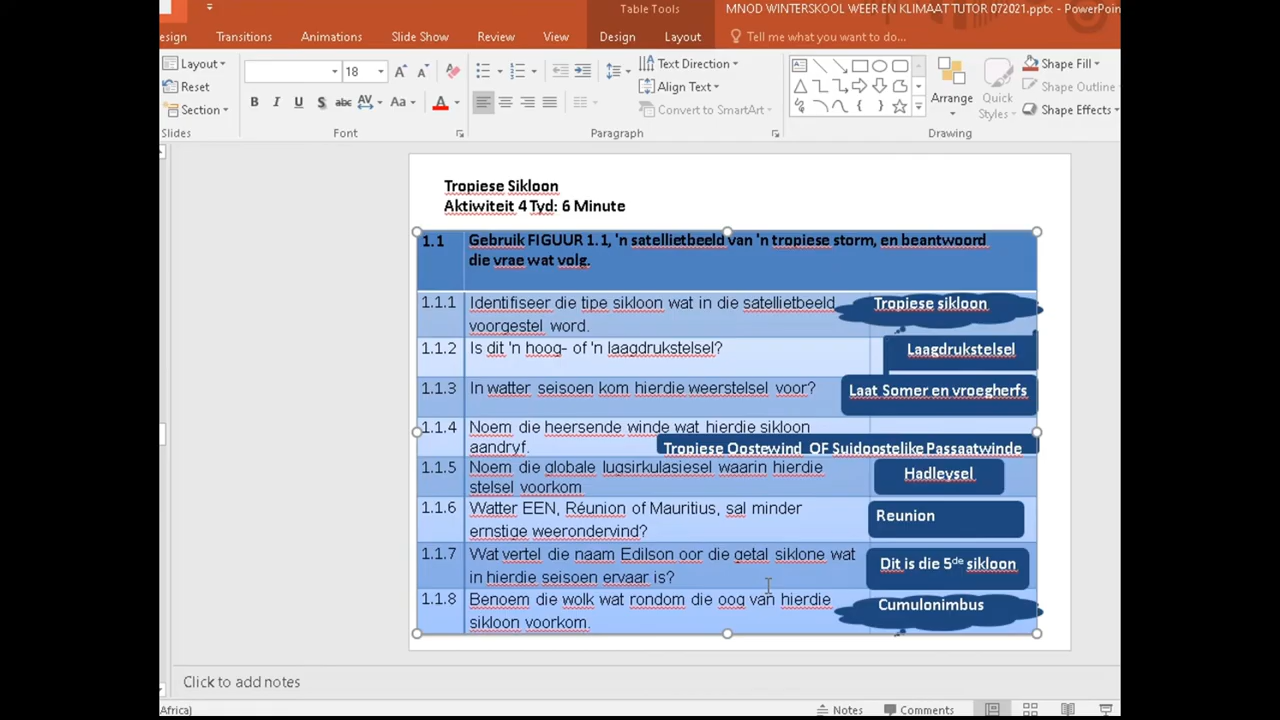 Table Tools
MNOD WINTERSKOOL WEER EN KLIMAAT TUTOR 072021.pptx - PowerPoin
esign Transitions Animations Slide Show Review View Design Layout Tell me what you want to do...
Layout 18 Text Direction Shape Fill
Reset Align Text Arrange Quick Shape Outline
Section B I U S abc AV Aa A Convert to SmartArt Styles Shape Effects
Slides Font Paragraph Drawing
Tropiese Sikloon
Aktiwiteit 4 Tyd: 6 Minute
1.1 Gebruik FIGUUR 1.1, 'n satellietbeeld van 'n tropiese storm, en beantwoord
die vrae wat volg.
1.1.1 Identifiseer die tipe sikloon wat in die satellietbeeld Tropiese sikloon
voorgestel word.
1.1.2 Is dit 'n hoog- of 'n laagdrukstelsel? Laagdrukstelsel
1.1.3 In watter seisoen kom hierdie weerstelsel voor? Laat Somer en vroegherfs
1.1.4 Noem die heersende winde wat hierdie sikloon
aandryf. Tropiese Oostewind OF Suidoostelike Passaatwinde
1.1.5 Noem die globale lugsirkulasiesel waarin hierdie Hadleysel
stelsel voorkom
1.1.6 Watter EEN, Réunion of Mauritius, sal minder Reunion
ernstige weerondervind?
1.1.7 Wat vertel die naam Edilson oor die getal siklone wat Dit is die 5de sikloon
in hierdie seisoen ervaar is?
1.1.8 Benoem die wolk wat rondom die oog van hierdie Cumulonimbus
sikloon voorkom.
Click to add notes
Africa) Notes Comments